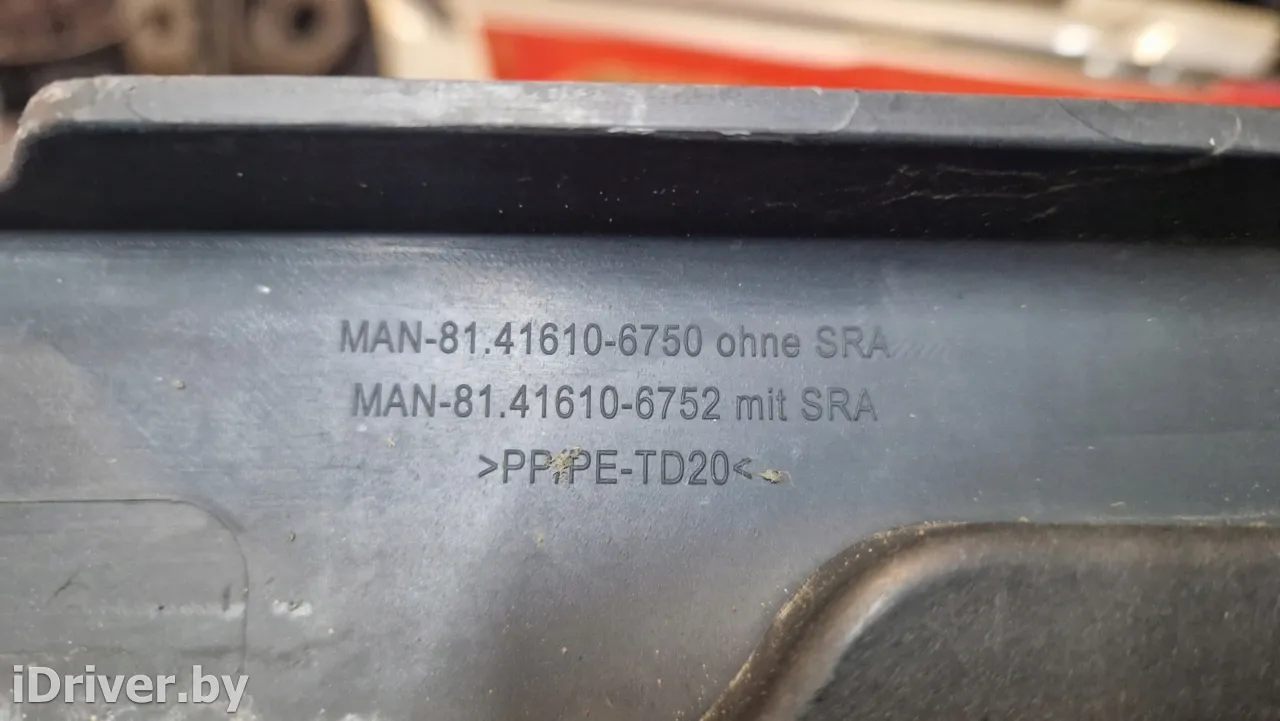 MAN-81.41610-6750 ohne SRA
MAN-81.41610-6752 mit SRA
>PP/PE-TD20<
iDriver.by